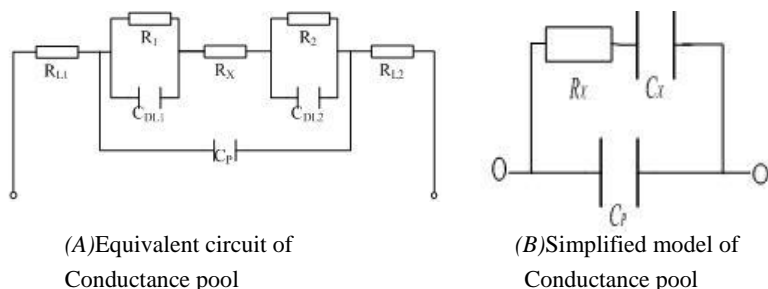 R1
R2
RL1
RX
RL2
CDL1
CDL2
CP
RX
CX
CP
(A)Equivalent circuit of
Conductance pool
(B)Simplified model of
Conductance pool